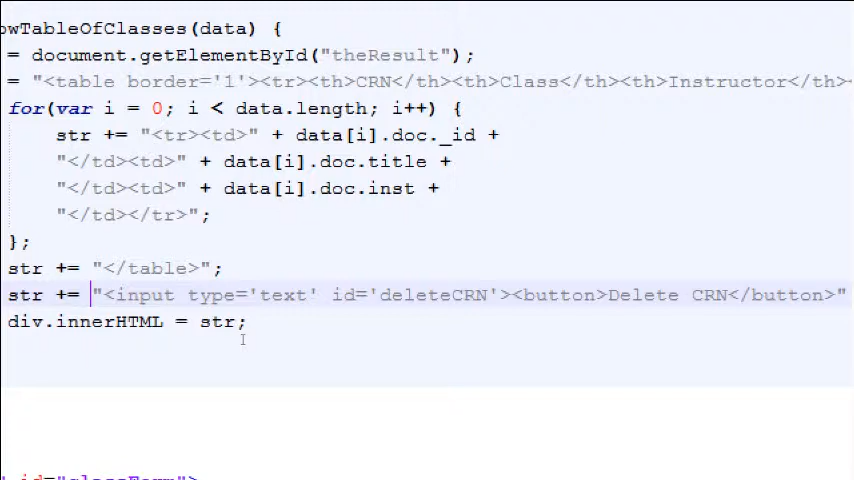 owTableOfClasses(data) {
= document.getElementById("theResult");
= "<table border='1'><tr><th>CRN</th><th>Class</th><th>Instructor</th><
for(var i = 0; i < data.length; i++) {
str += "<tr><td>" + data[i].doc._id +
"</td><td>" + data[i].doc.title +
"</td><td>" + data[i].doc.inst +
"</td></tr>";
};
str += "</table>";
str += "<input type='text' id='deleteCRN'><button>Delete CRN</button>"
div.innerHTML = str;
" id="classForm">